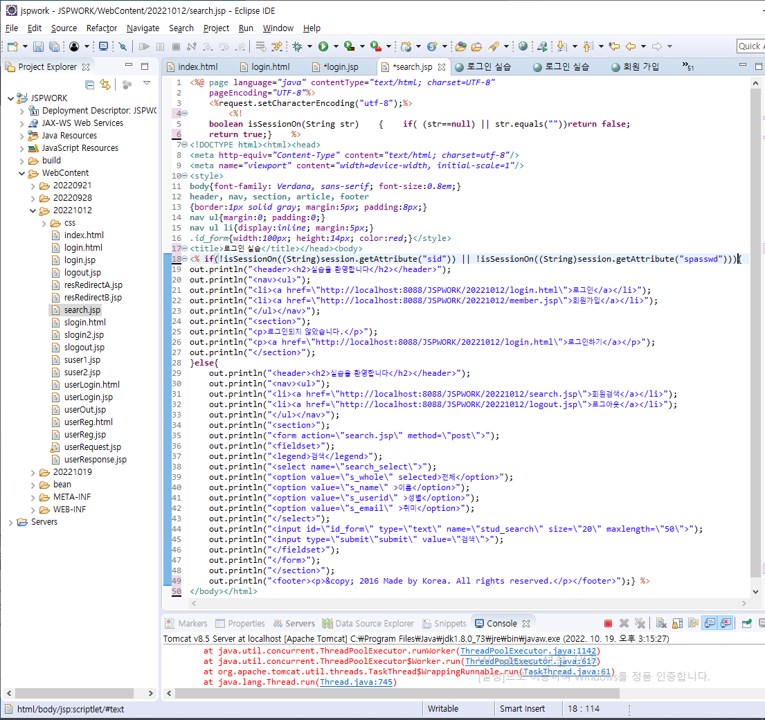 jspwork - JSPWORK/WebContent/20221012/search.jsp - Eclipse IDE
File Edit Source Refactor Navigate Search Project Run Window Help
Quick A
Project Explorer
index.html login.html *login.jsp *search.jsp 로그인 실습 로그인 실습 회원 가입 »51
JSPWORK
Deployment Descriptor: JSPWC
JAX-WS Web Services
Java Resources
JavaScript Resources
build
WebContent
20220921
20220928
20221012
css
index.html
login.html
login.jsp
logout.jsp
resRedirectA.jsp
resRedirectB.jsp
search.jsp
slogin.html
slogin2.jsp
slogout.jsp
suser1.jsp
suser2.jsp
userLogin.html
userLogin.jsp
userOut.jsp
userReg.html
userReg.jsp
userRequest.jsp
userResponse.jsp
20221019
bean
META-INF
WEB-INF
Servers
1 <%@ page language="java" contentType="text/html; charset=UTF-8"
2 pageEncoding="UTF-8"%>
3 <%request.setCharacterEncoding("utf-8");%>
4 <%!
5 boolean isSessionOn(String str) { if( (str==null) || str.equals(""))return false;
6 return true;} %>
7 <!DOCTYPE html><html><head>
8 <meta http-equiv="Content-Type" content="text/html; charset=utf-8"/>
9 <meta name="viewport" content="width=device-width, initial-scale=1"/>
10 <style>
11 body{font-family: Verdana, sans-serif; font-size:0.8em;}
12 header, nav, section, article, footer
13 {border:1px solid gray; margin:5px; padding:8px;}
14 nav ul{margin:0; padding:0;}
15 nav ul li{display:inline; margin:5px;}
16 .id_form{width:100px; height:14px; color:red;}</style>
17 <title>로그인 실습</title></head><body>
18 <% if(!isSessionOn((String)session.getAttribute("sid")) || !isSessionOn((String)session.getAttribute("spasswd"))){
19 out.println("<header><h2>실습을 환영합니다</h2></header>");
20 out.println("<nav><ul>");
21 out.println("<li><a href=\"http://localhost:8088/JSPWORK/20221012/login.html\">로그인</a></li>");
22 out.println("<li><a href=\"http://localhost:8088/JSPWORK/20221012/member.jsp\">회원가입</a></li>");
23 out.println("</ul></nav>");
24 out.println("<section>");
25 out.println("<p>로그인되지 않았습니다.</p>");
26 out.println("<p><a href=\"http://localhost:8088/JSPWORK/20221012/login.html\">로그인하기</a></p>");
27 out.println("</section>");
28 }else{
29 out.println("<header><h2>실습을 환영합니다</h2></header>");
30 out.println("<nav><ul>");
31 out.println("<li><a href=\"http://localhost:8088/JSPWORK/20221012/search.jsp\">회원검색</a></li>");
32 out.println("<li><a href=\"http://localhost:8088/JSPWORK/20221012/logout.jsp\">로그아웃</a></li>");
33 out.println("</ul></nav>");
34 out.println("<section>");
35 out.println("<form action=\"search.jsp\" method=\"post\">");
36 out.println("<fieldset>");
37 out.println("<legend>검색</legend>");
38 out.println("<select name=\"search_select\">");
39 out.println("<option value=\"s_whole\" selected>전체</option>");
40 out.println("<option value=\"s_name\" >이름</option>");
41 out.println("<option value=\"s_userid\" >성별</option>");
42 out.println("<option value=\"s_email\" >취미</option>");
43 out.println("</select>");
44 out.println("<input id=\"id_form\" type=\"text\" name=\"stud_search\" size=\"20\" maxlength=\"50\">");
45 out.println("<input type=\"submit\"submit\" value=\"검색\">");
46 out.println("</fieldset>");
47 out.println("</form>");
48 out.println("</section>");
49 out.println("<footer><p>&copy; 2016 Made by Korea. All rights reserved.</p></footer>");} %>
50 </body></html>
Markers Properties Servers Data Source Explorer Snippets Console
Tomcat v8.5 Server at localhost [Apache Tomcat] C:₩Program Files₩Java₩jdk1.8.0_73₩jre₩bin₩javaw.exe (2022. 10. 19. 오후 3:15:27)
at java.util.concurrent.ThreadPoolExecutor.runWorker(ThreadPoolExecutor.java:1142)
at java.util.concurrent.ThreadPoolExecutor$Worker.run(ThreadPoolExecutor.java:617)
at org.apache.tomcat.util.threads.TaskThread$WrappingRunnable.run(TaskThread.java:61)
at java.lang.Thread.run(Thread.java:745)
[설정]으로 이동하여 Windows를 정품 인증합니다.
html/body/jsp:scriptlet/#text Writable Smart Insert 18 : 114